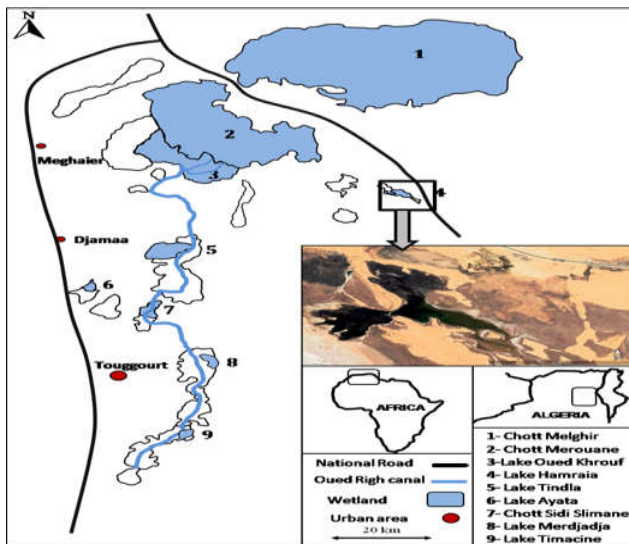 N
1
2
Meghaier
3
4
Djamaa
5
6
7
Touggourt
8
9
AFRICA
ALGERIA
National Road
Oued Righ canal
Wetland
Urban area
20 km
1- Chott Melghir
2- Chott Merouane
3-Lake Oued Khrouf
4- Lake Hamraia
5- Lake Tindla
6- Lake Ayata
7- Chott Sidi Slimane
8- Lake Merdjadja
9- Lake Timacine